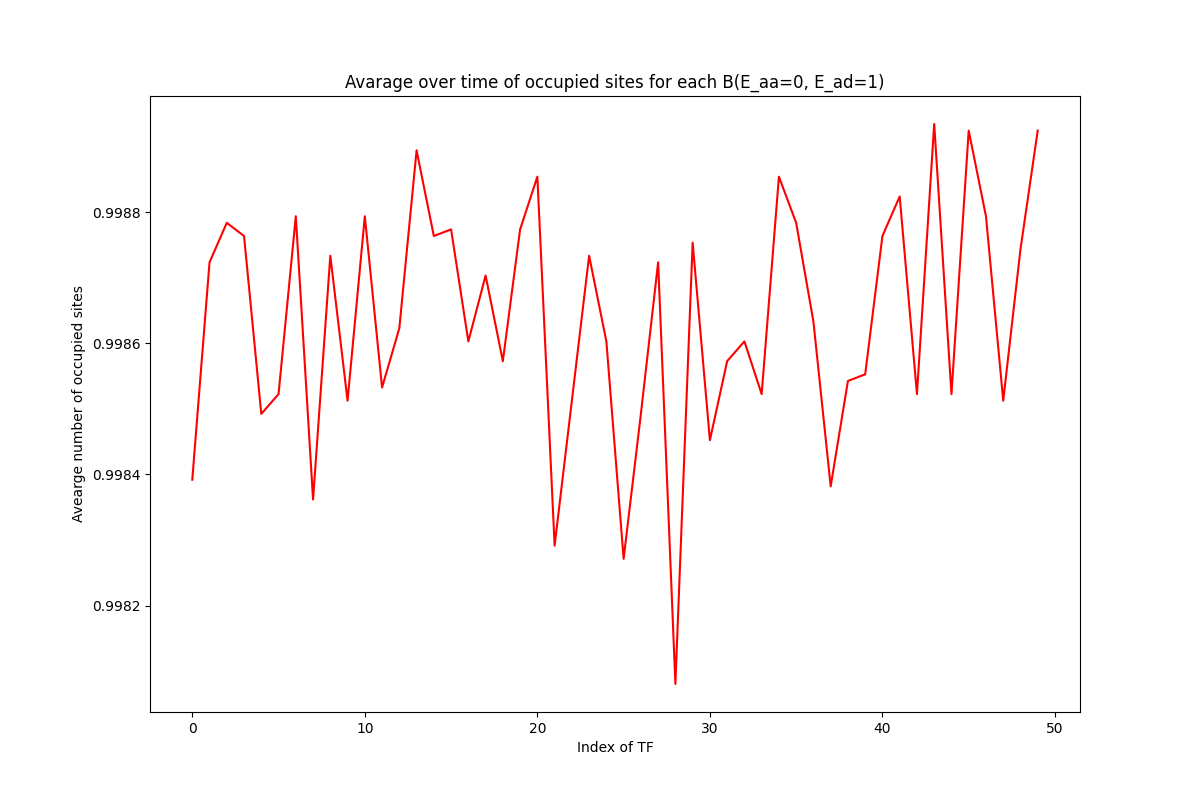 Avarage over time of occupied sites for each B(E_aa=0, E_ad=1)
Avearge number of occupied sites
0.9988
0.9986
0.9984
0.9982
0 10 20 30 40 50
Index of TF